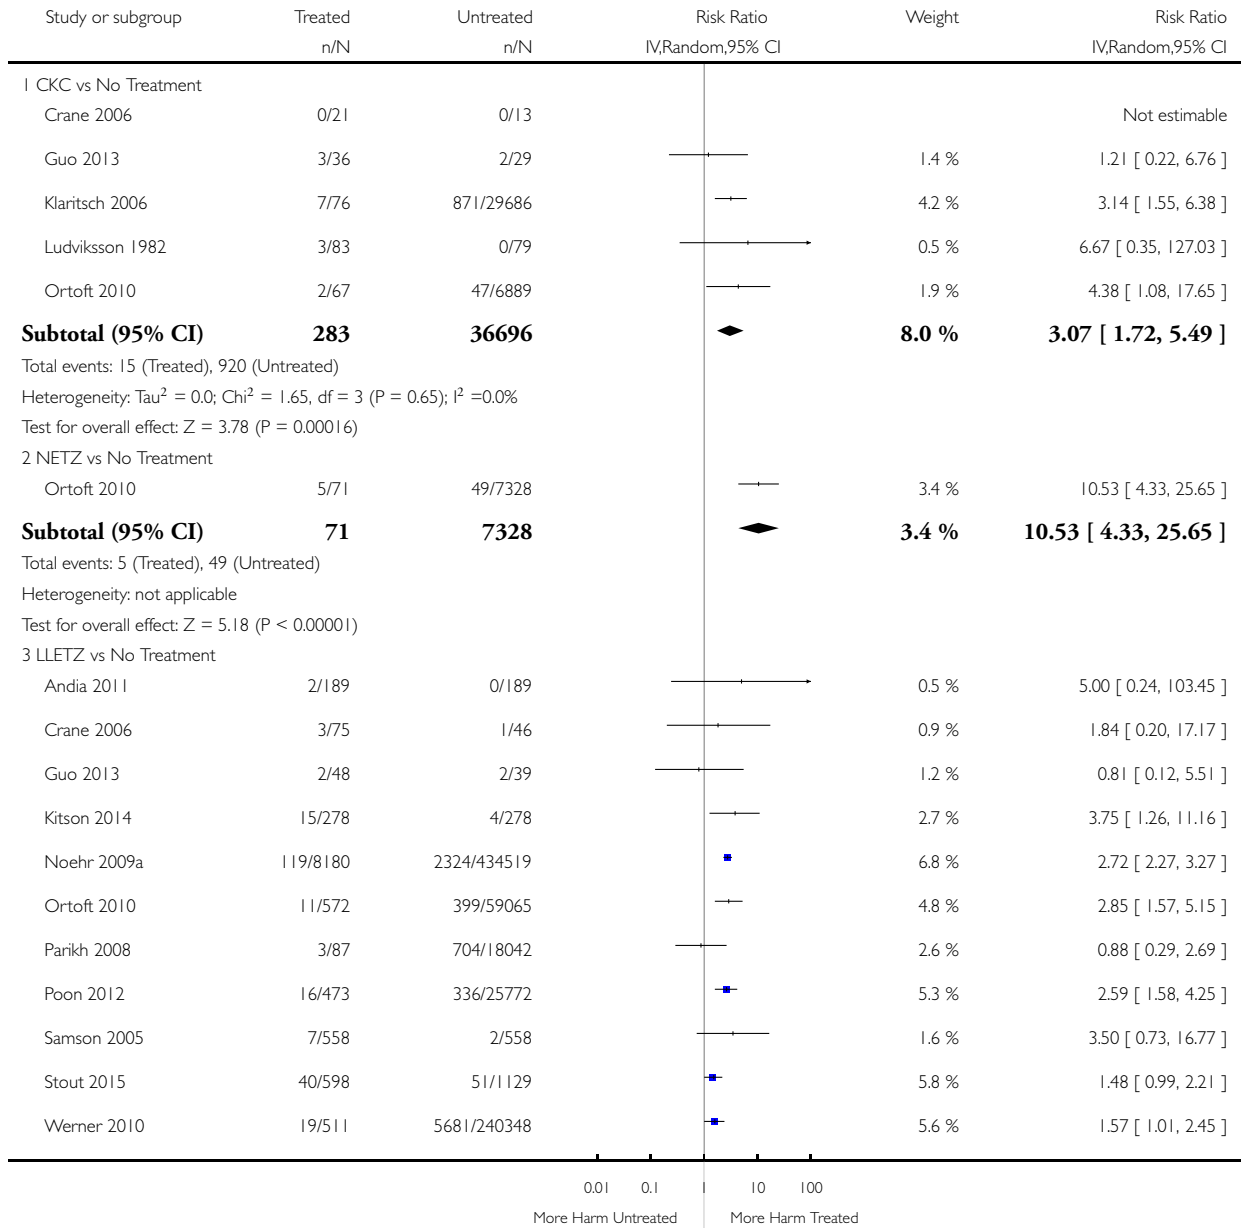 Study or subgroup Treated Untreated Risk Ratio Weight Risk Ratio
n/N n/N IV,Random,95% CI IV,Random,95% CI
1 CKC vs No Treatment
Crane 2006 0/21 0/13 Not estimable
Guo 2013 3/36 2/29 1.4 % 1.21 [ 0.22, 6.76 ]
Klaritsch 2006 7/76 871/29686 4.2 % 3.14 [ 1.55, 6.38 ]
Ludviksson 1982 3/83 0/79 0.5 % 6.67 [ 0.35, 127.03 ]
Ortoft 2010 2/67 47/6889 1.9 % 4.38 [ 1.08, 17.65 ]
Subtotal (95% CI) 283 36696 8.0 % 3.07 [ 1.72, 5.49 ]
Total events: 15 (Treated), 920 (Untreated)
Heterogeneity: Tau² = 0.0; Chi² = 1.65, df = 3 (P = 0.65); I² =0.0%
Test for overall effect: Z = 3.78 (P = 0.00016)
2 NETZ vs No Treatment
Ortoft 2010 5/71 49/7328 3.4 % 10.53 [ 4.33, 25.65 ]
Subtotal (95% CI) 71 7328 3.4 % 10.53 [ 4.33, 25.65 ]
Total events: 5 (Treated), 49 (Untreated)
Heterogeneity: not applicable
Test for overall effect: Z = 5.18 (P < 0.00001)
3 LLETZ vs No Treatment
Andia 2011 2/189 0/189 0.5 % 5.00 [ 0.24, 103.45 ]
Crane 2006 3/75 1/46 0.9 % 1.84 [ 0.20, 17.17 ]
Guo 2013 2/48 2/39 1.2 % 0.81 [ 0.12, 5.51 ]
Kitson 2014 15/278 4/278 2.7 % 3.75 [ 1.26, 11.16 ]
Noehr 2009a 119/8180 2324/434519 6.8 % 2.72 [ 2.27, 3.27 ]
Ortoft 2010 11/572 399/59065 4.8 % 2.85 [ 1.57, 5.15 ]
Parikh 2008 3/87 704/18042 2.6 % 0.88 [ 0.29, 2.69 ]
Poon 2012 16/473 336/25772 5.3 % 2.59 [ 1.58, 4.25 ]
Samson 2005 7/558 2/558 1.6 % 3.50 [ 0.73, 16.77 ]
Stout 2015 40/598 51/1129 5.8 % 1.48 [ 0.99, 2.21 ]
Werner 2010 19/511 5681/240348 5.6 % 1.57 [ 1.01, 2.45 ]
0.01 0.1 1 10 100
More Harm Untreated More Harm Treated